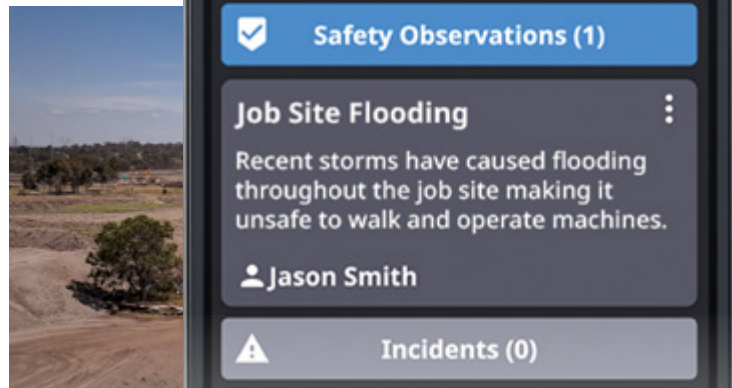 Safety Observations (1)
Job Site Flooding
Recent storms have caused flooding
throughout the job site making it
unsafe to walk and operate machines.
Jason Smith
Incidents (0)